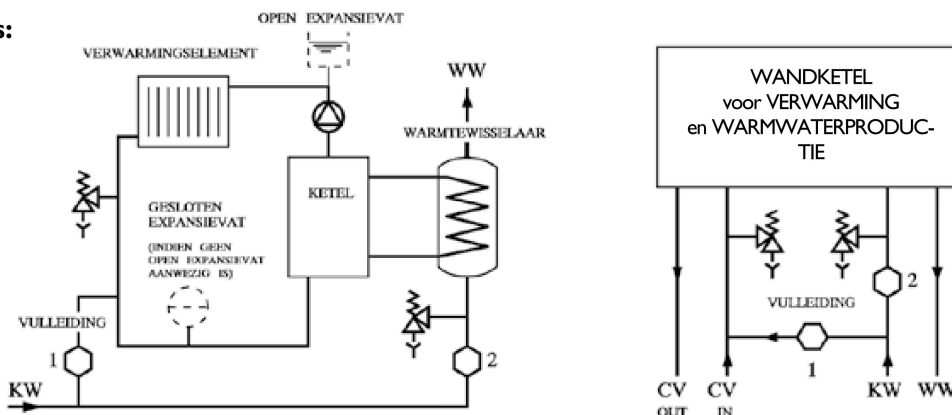 s:
OPEN EXPANSIEVAT
VERWARMINGSELEMENT
WW
WARMTEWISSELAAR
KETEL
GESLOTEN
EXPANSIEVAT
(INDIEN GEEN
OPEN EXPANSIEVAT
AANWEZIG IS)
VULLEIDING
1
2
KW
WANDKETEL
voor VERWARMING
en WARMWATERPRODUC-
TIE
2
VULLEIDING
1
CV CV KW WW
OUT IN